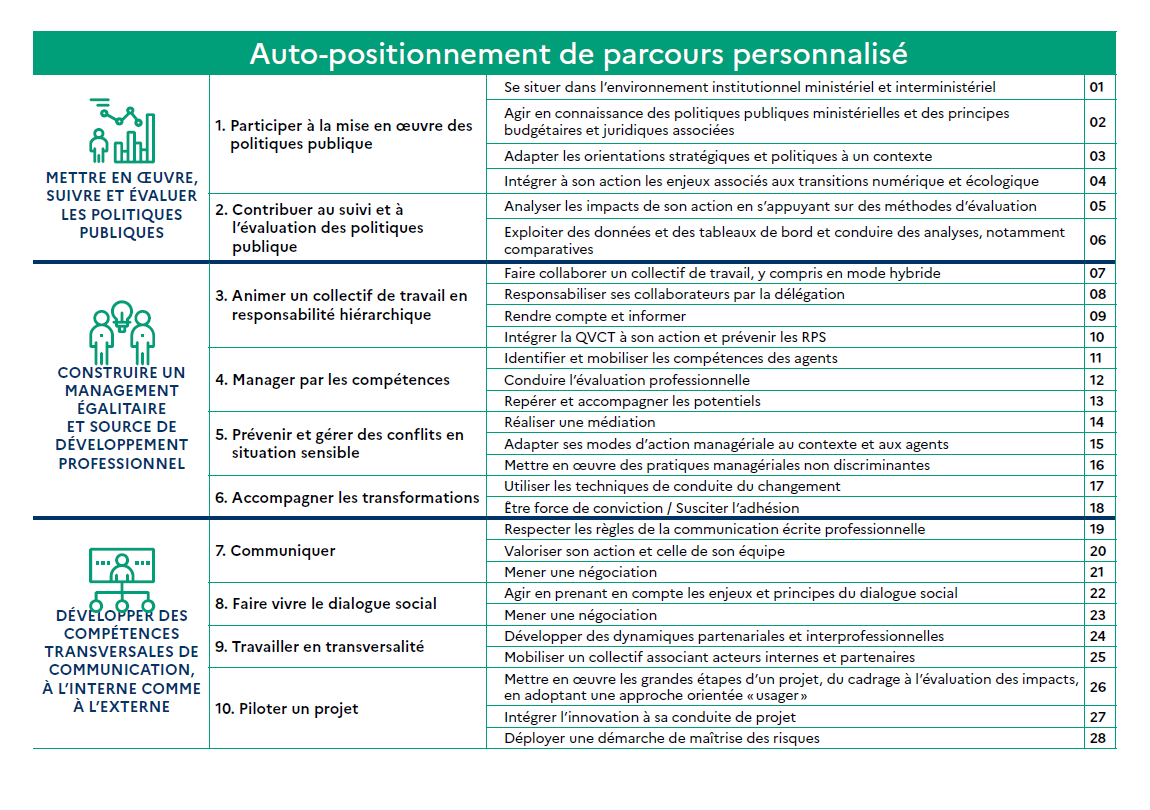 Auto-positionnement de parcours personnalisé
METTRE EN ŒUVRE,
SUIVRE ET ÉVALUER
LES POLITIQUES
PUBLIQUES
1. Participer à la mise en œuvre des
politiques publique
Se situer dans l’environnement institutionnel ministériel et interministériel 01
Agir en connaissance des politiques publiques ministérielles et des principes
budgétaires et juridiques associées 02
Adapter les orientations stratégiques et politiques à un contexte 03
Intégrer à son action les enjeux associés aux transitions numérique et écologique 04
2. Contribuer au suivi et à
l’évaluation des politiques
publique
Analyser les impacts de son action en s’appuyant sur des méthodes d’évaluation 05
Exploiter des données et des tableaux de bord et conduire des analyses, notamment
comparatives 06
CONSTRUIRE UN
MANAGEMENT
ÉGALITAIRE
ET SOURCE DE
DÉVELOPPEMENT
PROFESSIONNEL
3. Animer un collectif de travail en
responsabilité hiérarchique
Faire collaborer un collectif de travail, y compris en mode hybride 07
Responsabiliser ses collaborateurs par la délégation 08
Rendre compte et informer 09
Intégrer la QVCT à son action et prévenir les RPS 10
4. Manager par les compétences
Identifier et mobiliser les compétences des agents 11
Conduire l’évaluation professionnelle 12
Repérer et accompagner les potentiels 13
5. Prévenir et gérer des conflits en
situation sensible
Réaliser une médiation 14
Adapter ses modes d’action managériale au contexte et aux agents 15
Mettre en œuvre des pratiques managériales non discriminantes 16
6. Accompagner les transformations
Utiliser les techniques de conduite du changement 17
Être force de conviction / Susciter l’adhésion 18
DÉVELOPPER DES
COMPÉTENCES
TRANSVERSALES DE
COMMUNICATION,
À L’INTERNE COMME
À L’EXTERNE
7. Communiquer
Respecter les règles de la communication écrite professionnelle 19
Valoriser son action et celle de son équipe 20
Mener une négociation 21
8. Faire vivre le dialogue social
Agir en prenant en compte les enjeux et principes du dialogue social 22
Mener une négociation 23
9. Travailler en transversalité
Développer des dynamiques partenariales et interprofessionnelles 24
Mobiliser un collectif associant acteurs internes et partenaires 25
10. Piloter un projet
Mettre en œuvre les grandes étapes d’un projet, du cadrage à l’évaluation des impacts,
en adoptant une approche orientée « usager » 26
Intégrer l’innovation à sa conduite de projet 27
Déployer une démarche de maîtrise des risques 28